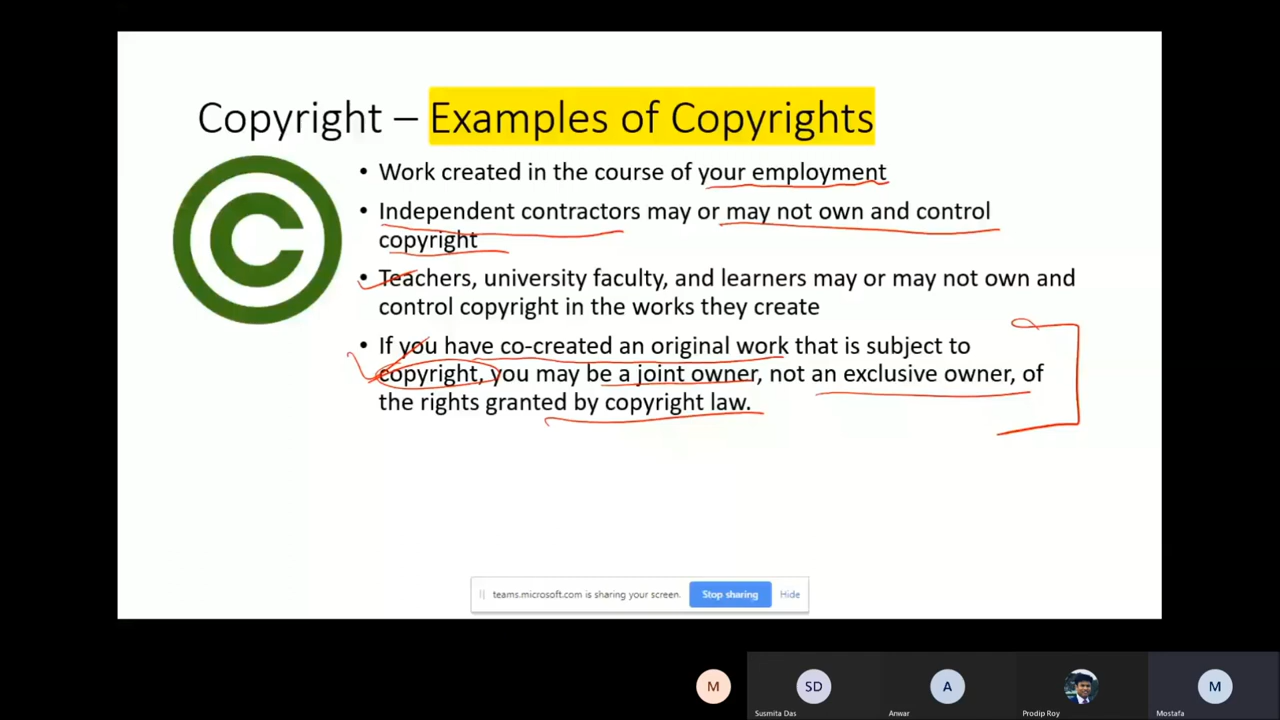 Copyright – Examples of Copyrights
C
• Work created in the course of your employment
• Independent contractors may or may not own and control
copyright
• Teachers, university faculty, and learners may or may not own and
control copyright in the works they create
• If you have co-created an original work that is subject to
copyright, you may be a joint owner, not an exclusive owner, of
the rights granted by copyright law.
teams.microsoft.com is sharing your screen. Stop sharing Hide
M SD A M
Susmita Das Anwar Prodip Roy Mostafa